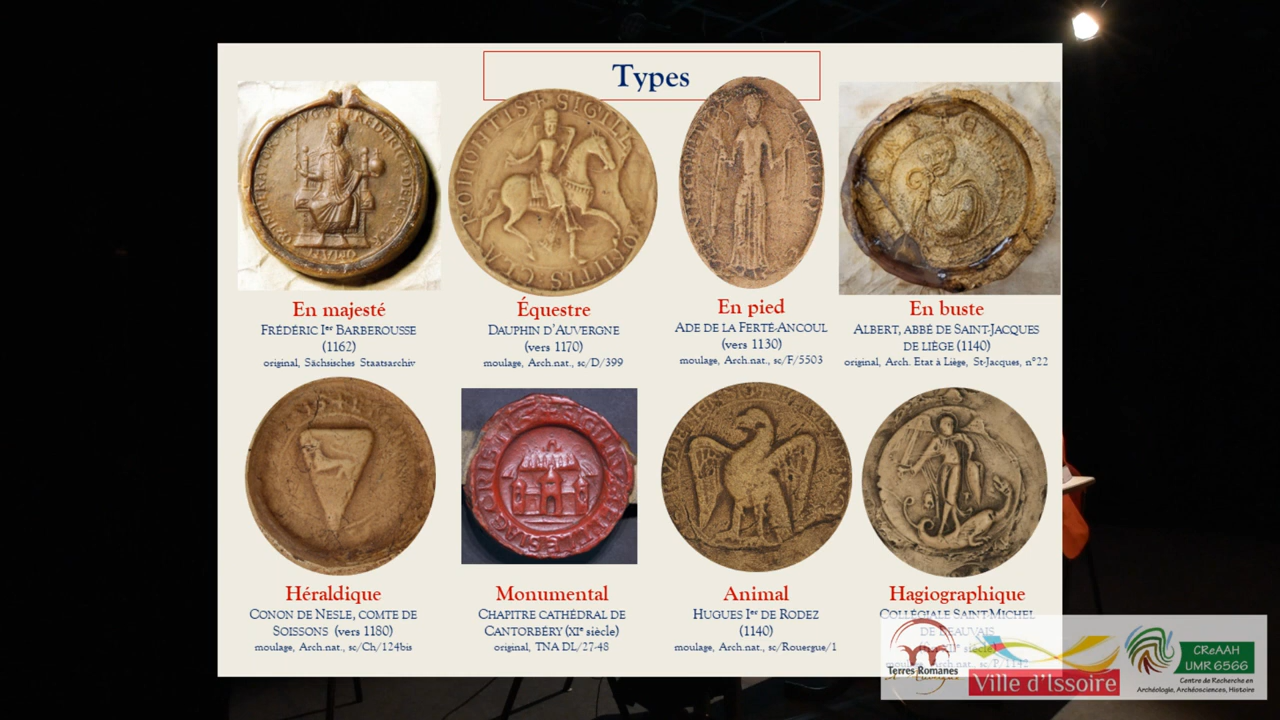 Types
En majesté
FRÉDÉRIC Iᵉʳ BARBEROUSSE
(1162)
original, Sächsisches Staatsarchiv
Équestre
DAUPHIN D'AUVERGNE
(vers 1170)
moulage, Arch.nat., sc/D/399
En pied
ADE DE LA FERTÉ-ANCOUL
(vers 1130)
moulage, Arch.nat., sc/F/5503
En buste
ALBERT, ABBÉ DE SAINT-JACQUES
DE LIÈGE (1140)
original, Arch. Etat à Liège, St-Jacques, n°22
Héraldique
CONON DE NESLE, COMTE DE
SOISSONS (vers 1180)
moulage, Arch.nat., sc/Ch/124bis
Monumental
CHAPITRE CATHÉDRAL DE
CANTORBÉRY (XIᵉ siècle)
original, TNA DL/27-48
Animal
HUGUES Iᵉʳ DE RODEZ
(1140)
moulage, Arch.nat., sc/Rouergue/1
Hagiographique
COLLÉGIALE SAINT-MICHEL
DE BEAUVAIS
Terres Romanes
d'Auvergne
Ville d'Issoire
CReAAH
UMR 6566
Centre de Recherche en
Archéologie, Archéosciences, Histoire